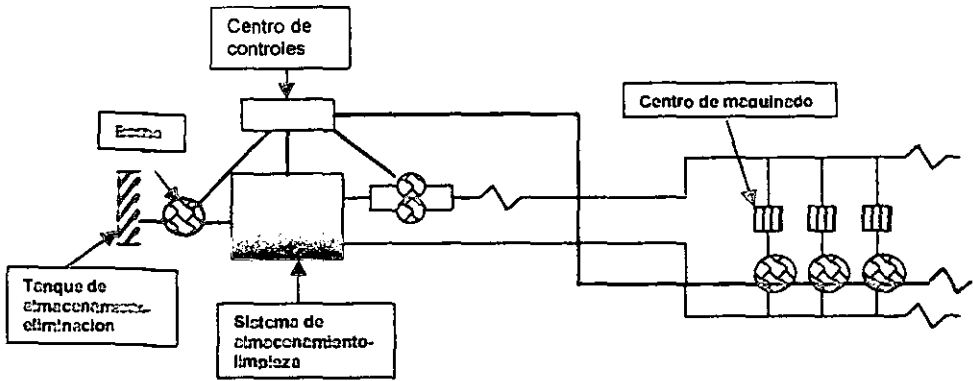 Centro de
controles
Centro de maquinado
Tanque de
eliminacion
Sistema de
almacenamiento-
limpieza